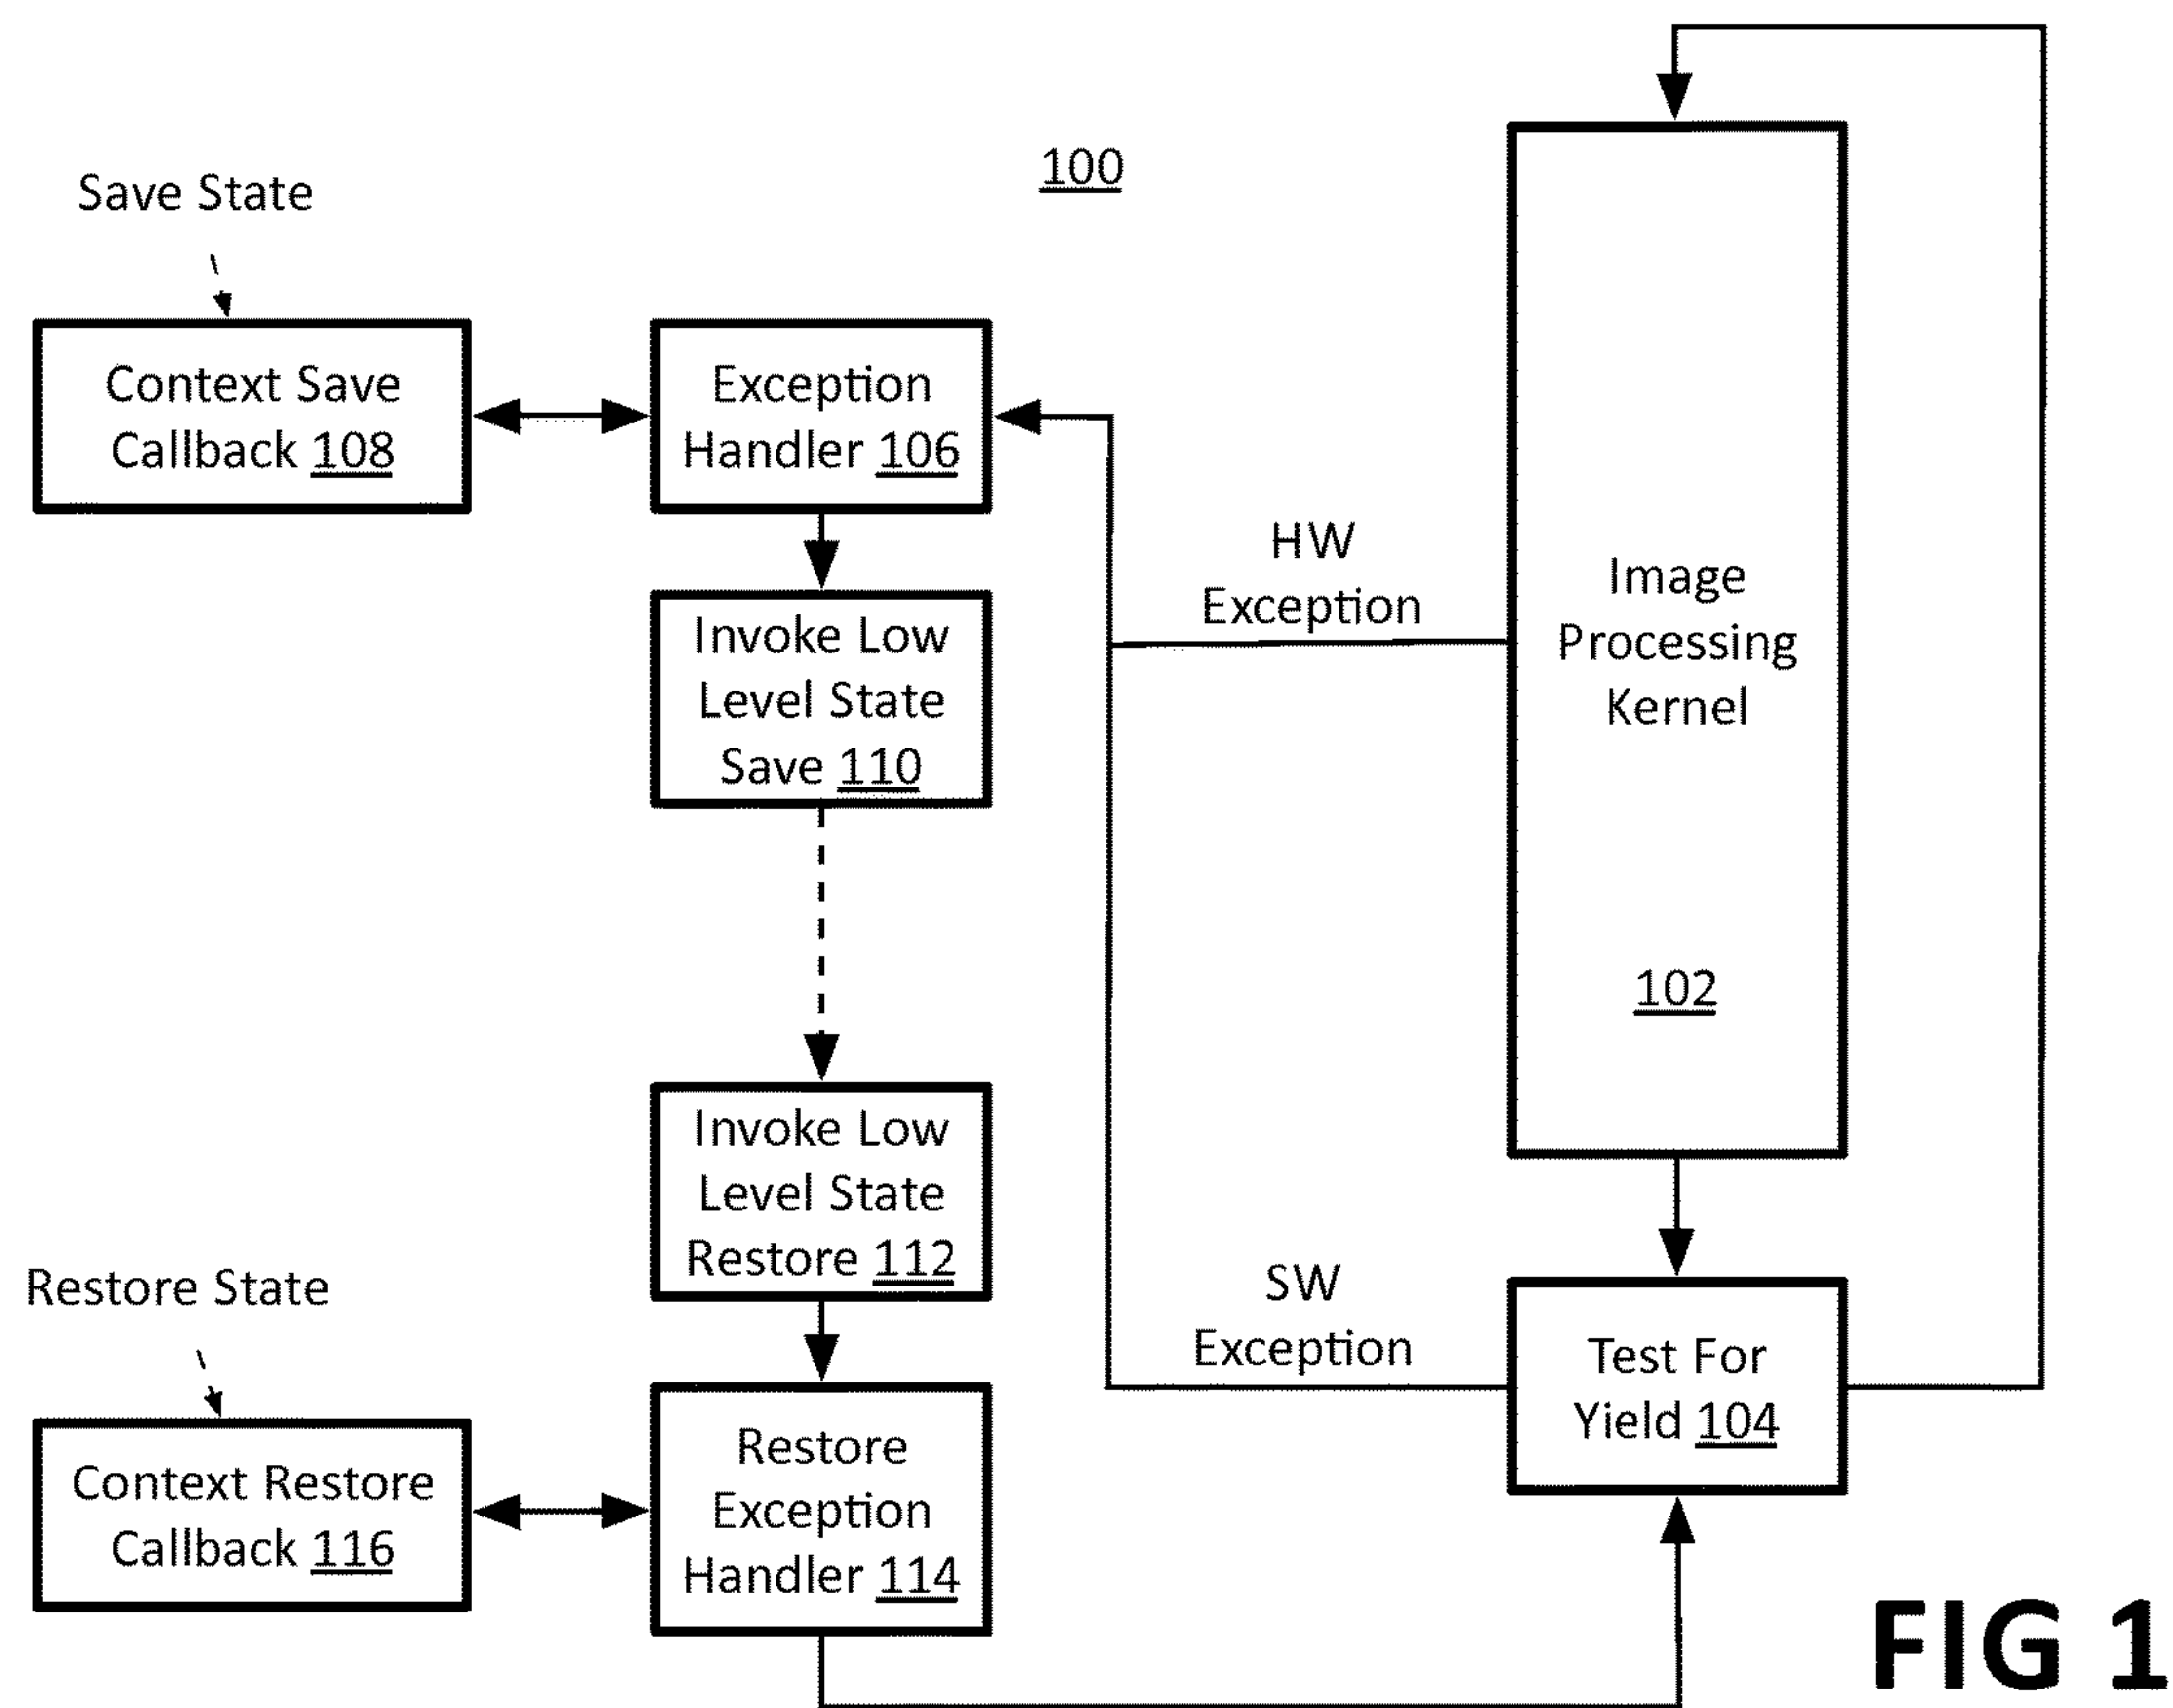 100
Save State
Context Save
Callback 108
Exception
Handler 106
HW
Exception
Image
Processing
Kernel
102
Invoke Low
Level State
Save 110
Invoke Low
Level State
Restore 112
SW
Exception
Test For
Yield 104
Restore State
Context Restore
Callback 116
Restore
Exception
Handler 114
FIG 1